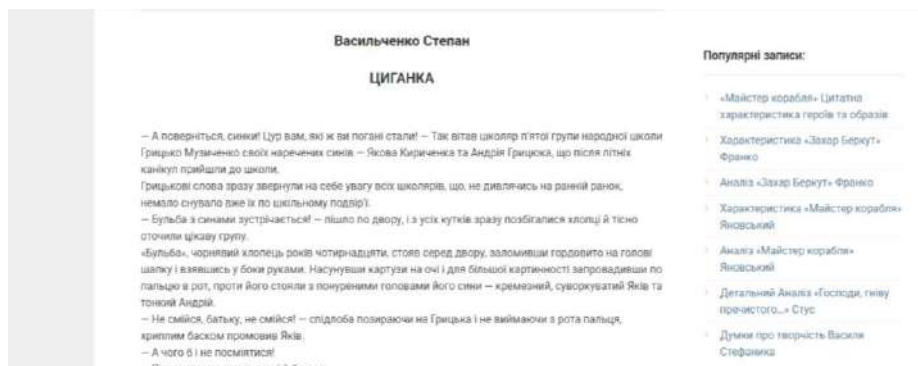 Васильченко Степан
ЦИГАНКА
— А поверніться, синки! Цур вам, які ж ви погані стали! — Так вітав школяр п'ятої групи народної школи
Грицько Музиченко своїх наречених синів — Якова Кириченка та Андрія Грицюка, що після літніх
канікул прийшли до школи.
Грицькові слова зразу звернули на себе увагу всіх школярів, що, не дивлячись на ранній ранок,
немало снувало вже їх по шкільному подвір'ї.
— Бульба з синами зустрічається! — пішло по двору, і з усіх кутків зразу позбігалися хлопці й тісно
оточили цікаву групу.
«Бульба», чорнявий хлопець років чотирнадцяти, стояв серед двору, заломивши гордовито на голові
шапку і взявшись у боки руками. Насунувши картузи на очі і для більшої картинності запровадивши по
пальцю в рот, проти його стояли з понуреними головами його сини — кремезний, суворкуватий Яків та
тонкий Андрій.
— Не смійся, батьку, не смійся! — спідлоба позираючи на Грицька і не виймаючи з рота пальця,
хриплим баском промовив Яків.
— А чого б і не посміятися!
Популярні записи:
«Майстер корабля» Цитатна
характеристика героїв та образів
Характеристика «Захар Беркут»
Франко
Аналіз «Захар Беркут» Франко
Характеристика «Майстер корабля»
Яновський
Аналіз «Майстер корабля»
Яновський
Детальний Аналіз «Господи, гніву
пречистого...» Стус
Думки про творчість Василя
Стефаника